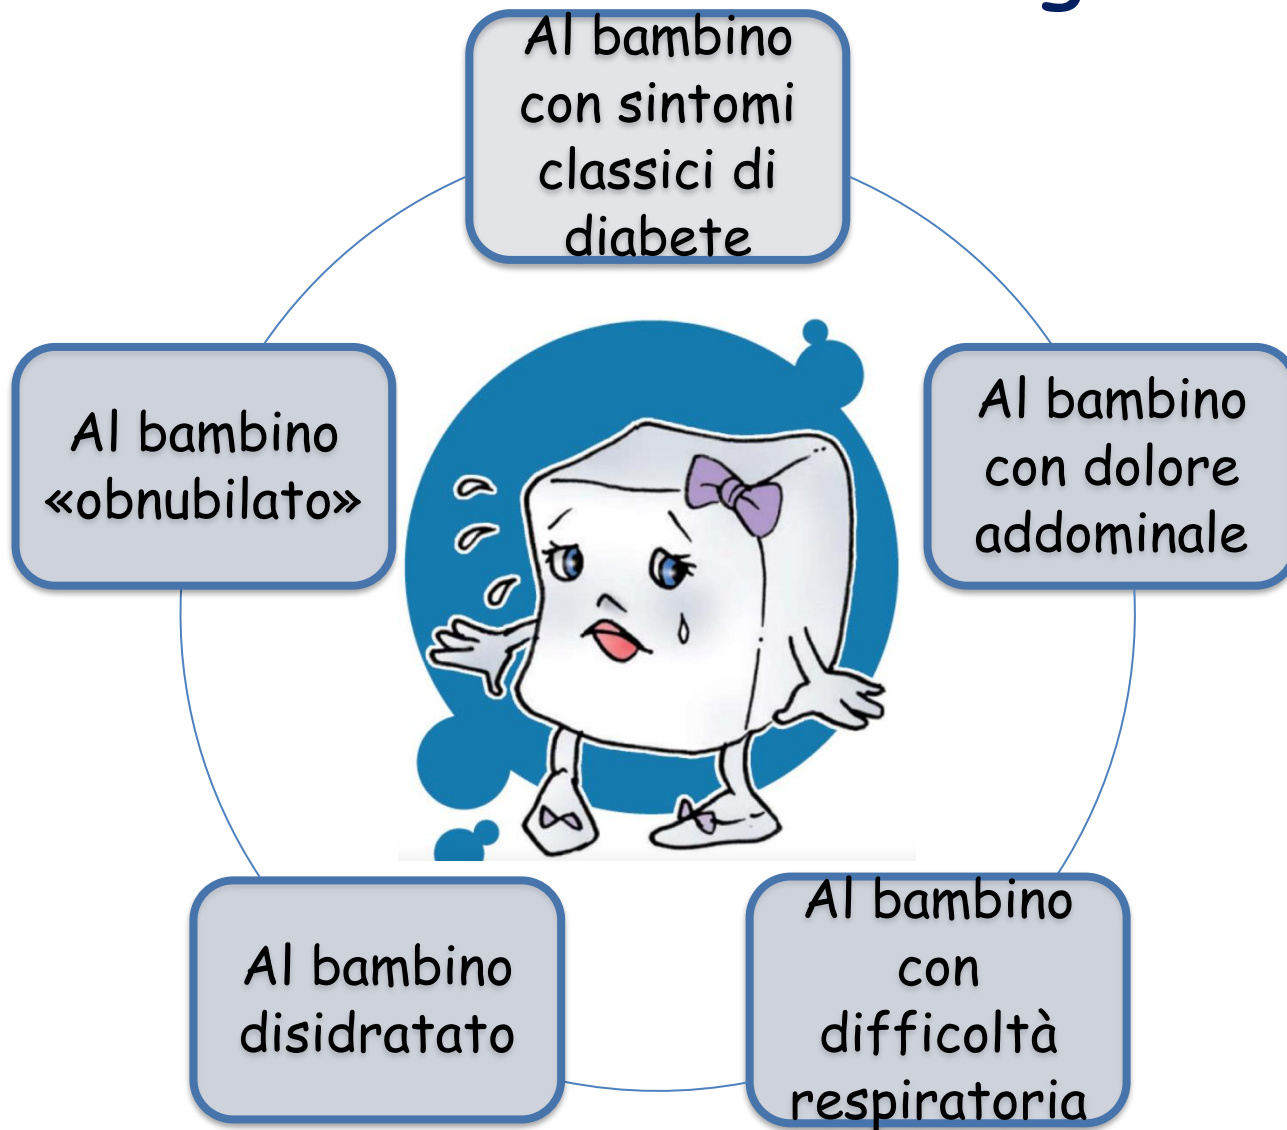 Al bambino
con sintomi
classici di
diabete
Al bambino
con dolore
addominale
Al bambino
con
difficoltà
respiratoria
Al bambino
disidratato
Al bambino
«obnubilato»